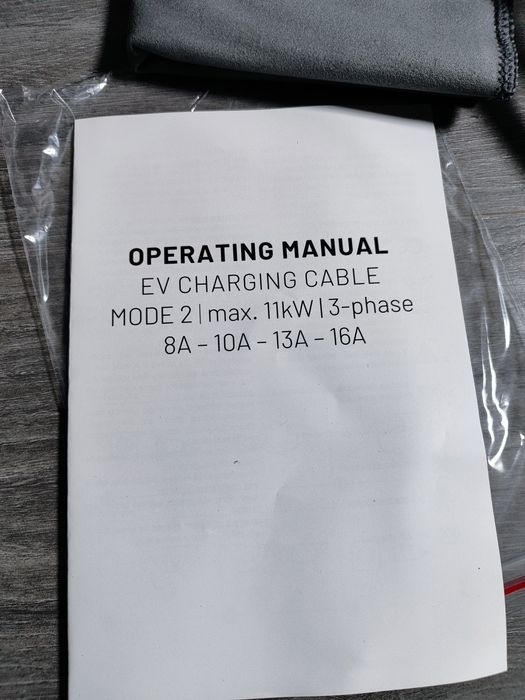 OPERATING MANUAL
EV CHARGING CABLE
MODE 2 | max. 11kW | 3-phase
8A – 10A – 13A – 16A